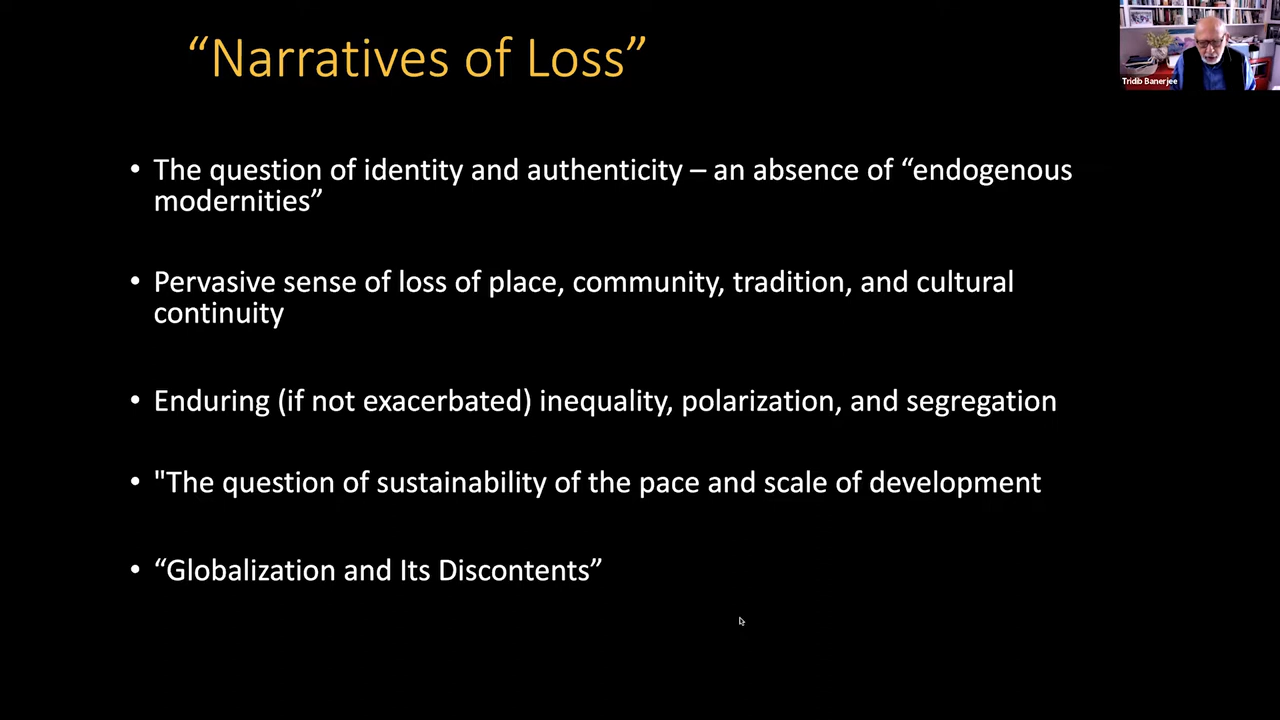 “Narratives of Loss”
Tridib Banerjee
• The question of identity and authenticity – an absence of “endogenous
modernities”
• Pervasive sense of loss of place, community, tradition, and cultural
continuity
• Enduring (if not exacerbated) inequality, polarization, and segregation
• "The question of sustainability of the pace and scale of development
• “Globalization and Its Discontents”